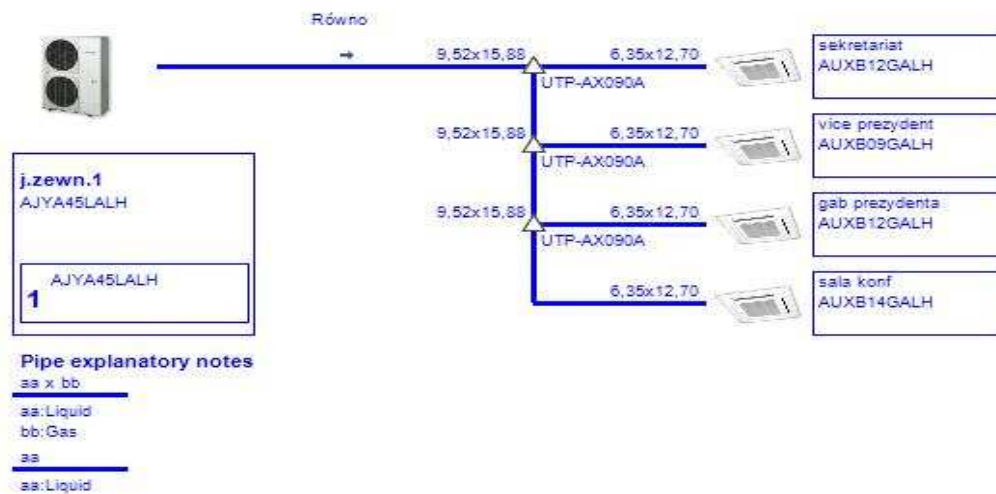 Równo
→
9,52x15,88
6,35x12,70
UTP-AX090A
sekretariat
AUXB12GALH
9,52x15,88
6,35x12,70
UTP-AX090A
vice prezydent
AUXB09GALH
9,52x15,88
6,35x12,70
UTP-AX090A
gab prezydenta
AUXB12GALH
6,35x12,70
sala konf
AUXB14GALH
j.zewn.1
AJYA45LALH
AJYA45LALH
1
Pipe explanatory notes
aa x bb
aa:Liquid
bb:Gas
aa
aa:Liquid